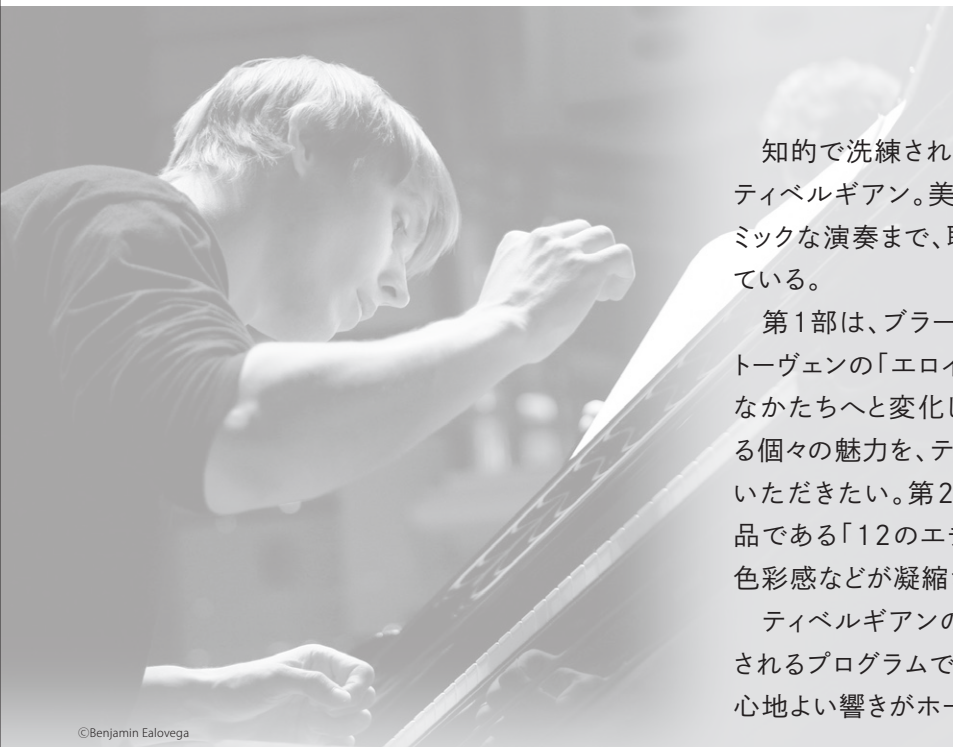 知的で洗練され
ティベルギアン。美
ミックな演奏まで、
ている。
第1部は、ブラー
トーヴェンの「エロイ
なかたちへと変化し
る個々の魅力を、テ
いただきたい。第2
品である「12のエチ
色彩感などが凝縮
ティベルギアンの
されるプログラムで
心地よい響きがホー
©Benjamin Ealovega